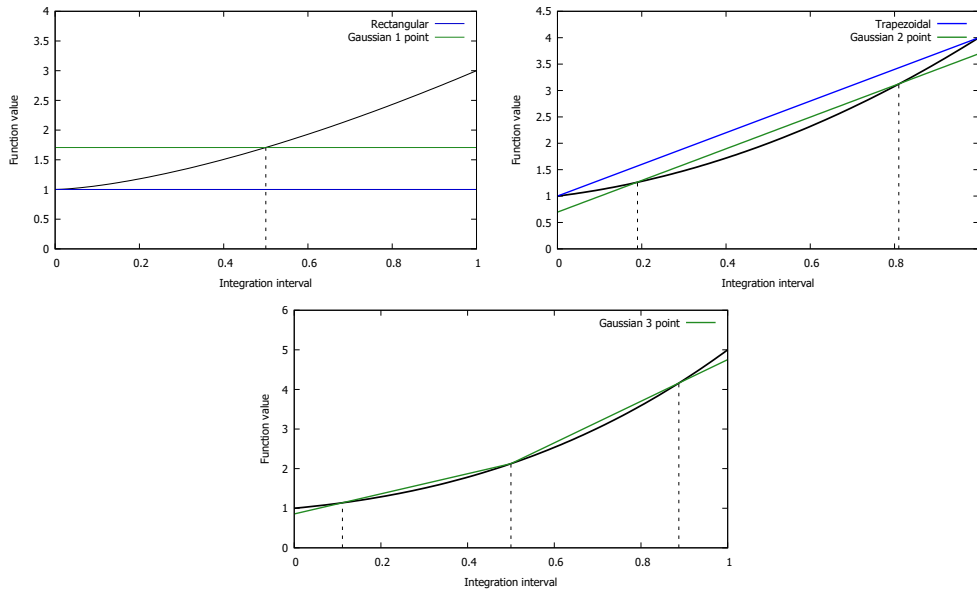 Rectangular
Gaussian 1 point
4
3.5
3
2.5
2
1.5
1
0.5
0
Function value
0 0.2 0.4 0.6 0.8 1
Integration interval
Trapezoidal
Gaussian 2 point
4.5
4
3.5
3
2.5
2
1.5
1
0.5
0
Function value
0 0.2 0.4 0.6 0.8
Integration interval
Gaussian 3 point
6
5
4
3
2
1
0
Function value
0 0.2 0.4 0.6 0.8 1
Integration interval